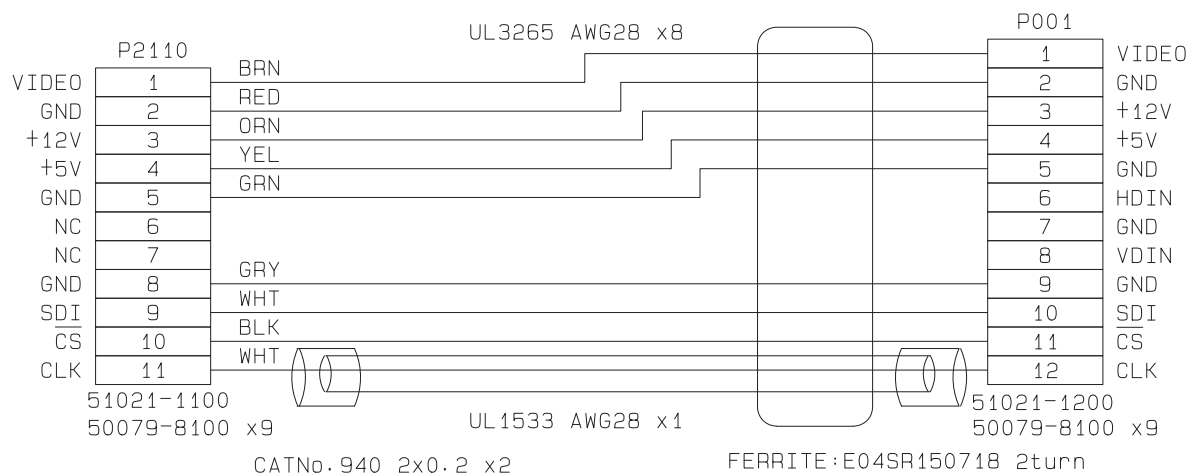 UL3265 AWG28 x8
P001
P2110
1 VIDEO
BRN
VIDEO 1
2 GND
RED
GND 2
3 +12V
ORN
+12V 3
4 +5V
YEL
+5V 4
5 GND
GRN
GND 5
6 HDIN
NC 6
7 GND
NC 7
8 VDIN
GRY
GND 8
9 GND
WHT
SDI 9
10 SDI
BLK
CS 10
11 CS
WHT
CLK 11
12 CLK
51021-1100
50079-8100 x9
UL1533 AWG28 x1
51021-1200
50079-8100 x9
CATNo.940 2x0.2 x2
FERRITE:E04SR150718 2turn